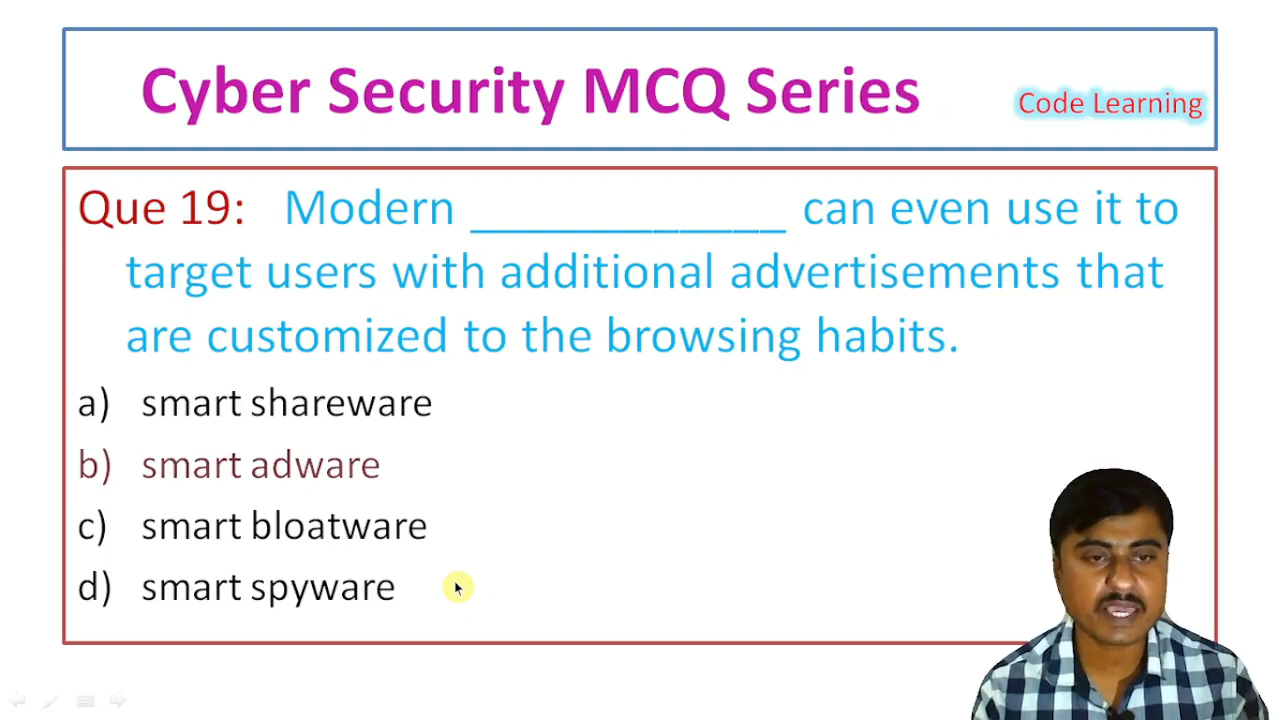 Cyber Security MCQ Series
Code Learning
Que 19: Modern _____________ can even use it to
target users with additional advertisements that
are customized to the browsing habits.
a) smart shareware
b) smart adware
c) smart bloatware
d) smart spyware